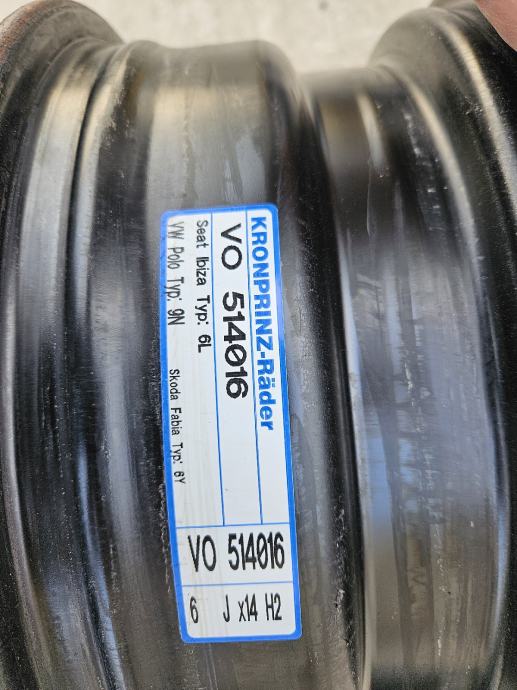 KRONPRINZ-Räder
VO 514016
Seat Ibiza Typ: 6L
VW Polo Typ: 9N
Skoda Fabia Typ: 6Y
VO 514016
6 J x14 H2